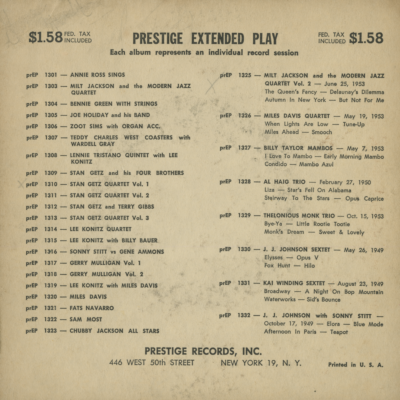 $1.58 FED. TAX INCLUDED
PRESTIGE EXTENDED PLAY
FED. TAX INCLUDED $1.58
Each album represents an individual record session
prEP 1301 — ANNIE ROSS SINGS
prEP 1302 — MILT JACKSON and the MODERN JAZZ
QUARTET
prEP 1304 — BENNIE GREEN WITH STRINGS
prEP 1305 — JOE HOLIDAY and his BAND
prEP 1306 — ZOOT SIMS with ORGAN ACC.
prEP 1307 — TEDDY CHARLES WEST COASTERS with
WARDELL GRAY
prEP 1308 — LENNIE TRISTANO QUINTET with LEE
KONITZ
prEP 1309 — STAN GETZ and his FOUR BROTHERS
prEP 1310 — STAN GETZ QUARTET Vol. 1
prEP 1311 — STAN GETZ QUARTET Vol. 2
prEP 1312 — STAN GETZ and TERRY GIBBS
prEP 1313 — STAN GETZ QUARTET Vol. 3
prEP 1314 — LEE KONITZ QUARTET
prEP 1315 — LEE KONITZ with BILLY BAUER
prEP 1316 — SONNY STITT vs GENE AMMONS
prEP 1317 — GERRY MULLIGAN Vol. 1
prEP 1318 — GERRY MULLIGAN Vol. 2
prEP 1319 — LEE KONITZ with MILES DAVIS
prEP 1320 — MILES DAVIS
prEP 1321 — FATS NAVARRO
prEP 1322 — SAM MOST
prEP 1323 — CHUBBY JACKSON ALL STARS
prEP 1325 — MILT JACKSON and the MODERN JAZZ
QUARTET Vol. 2 — June 25, 1953
The Queen's Fancy — Delaunay's Dilemma
Autumn In New York — But Not For Me
prEP 1326 — MILES DAVIS QUARTET — May 19, 1953
When Lights Are Low — Tune-Up
Miles Ahead — Smooch
prEP 1327 — BILLY TAYLOR MAMBOS — May 7, 1953
I Love To Mambo — Early Morning Mambo
Candido — Mambo Azul
prEP 1328 — AL HAIG TRIO — February 27, 1950
Liza — Star's Fell On Alabama
Stairway To The Stars — Opus Caprice
prEP 1329 — THELONIOUS MONK TRIO — Oct. 15, 1953
Bye-Ya — Little Rootie Tootie
Monk's Dream — Sweet & Lovely
prEP 1330 — J. J. JOHNSON SEXTET — May 26, 1949
Elysses — Opus V
Fox Hunt — Hilo
prEP 1331 — KAI WINDING SEXTET — August 23, 1949
Broadway — A Night On Bop Mountain
Waterworks — Sid's Bounce
prEP 1332 — J. J. JOHNSON with SONNY STITT —
October 17, 1949 — Elora — Blue Mode
Afternoon In Paris — Teapot
PRESTIGE RECORDS, INC.
446 WEST 50th STREET NEW YORK 19, N. Y.
Printed in U. S. A.